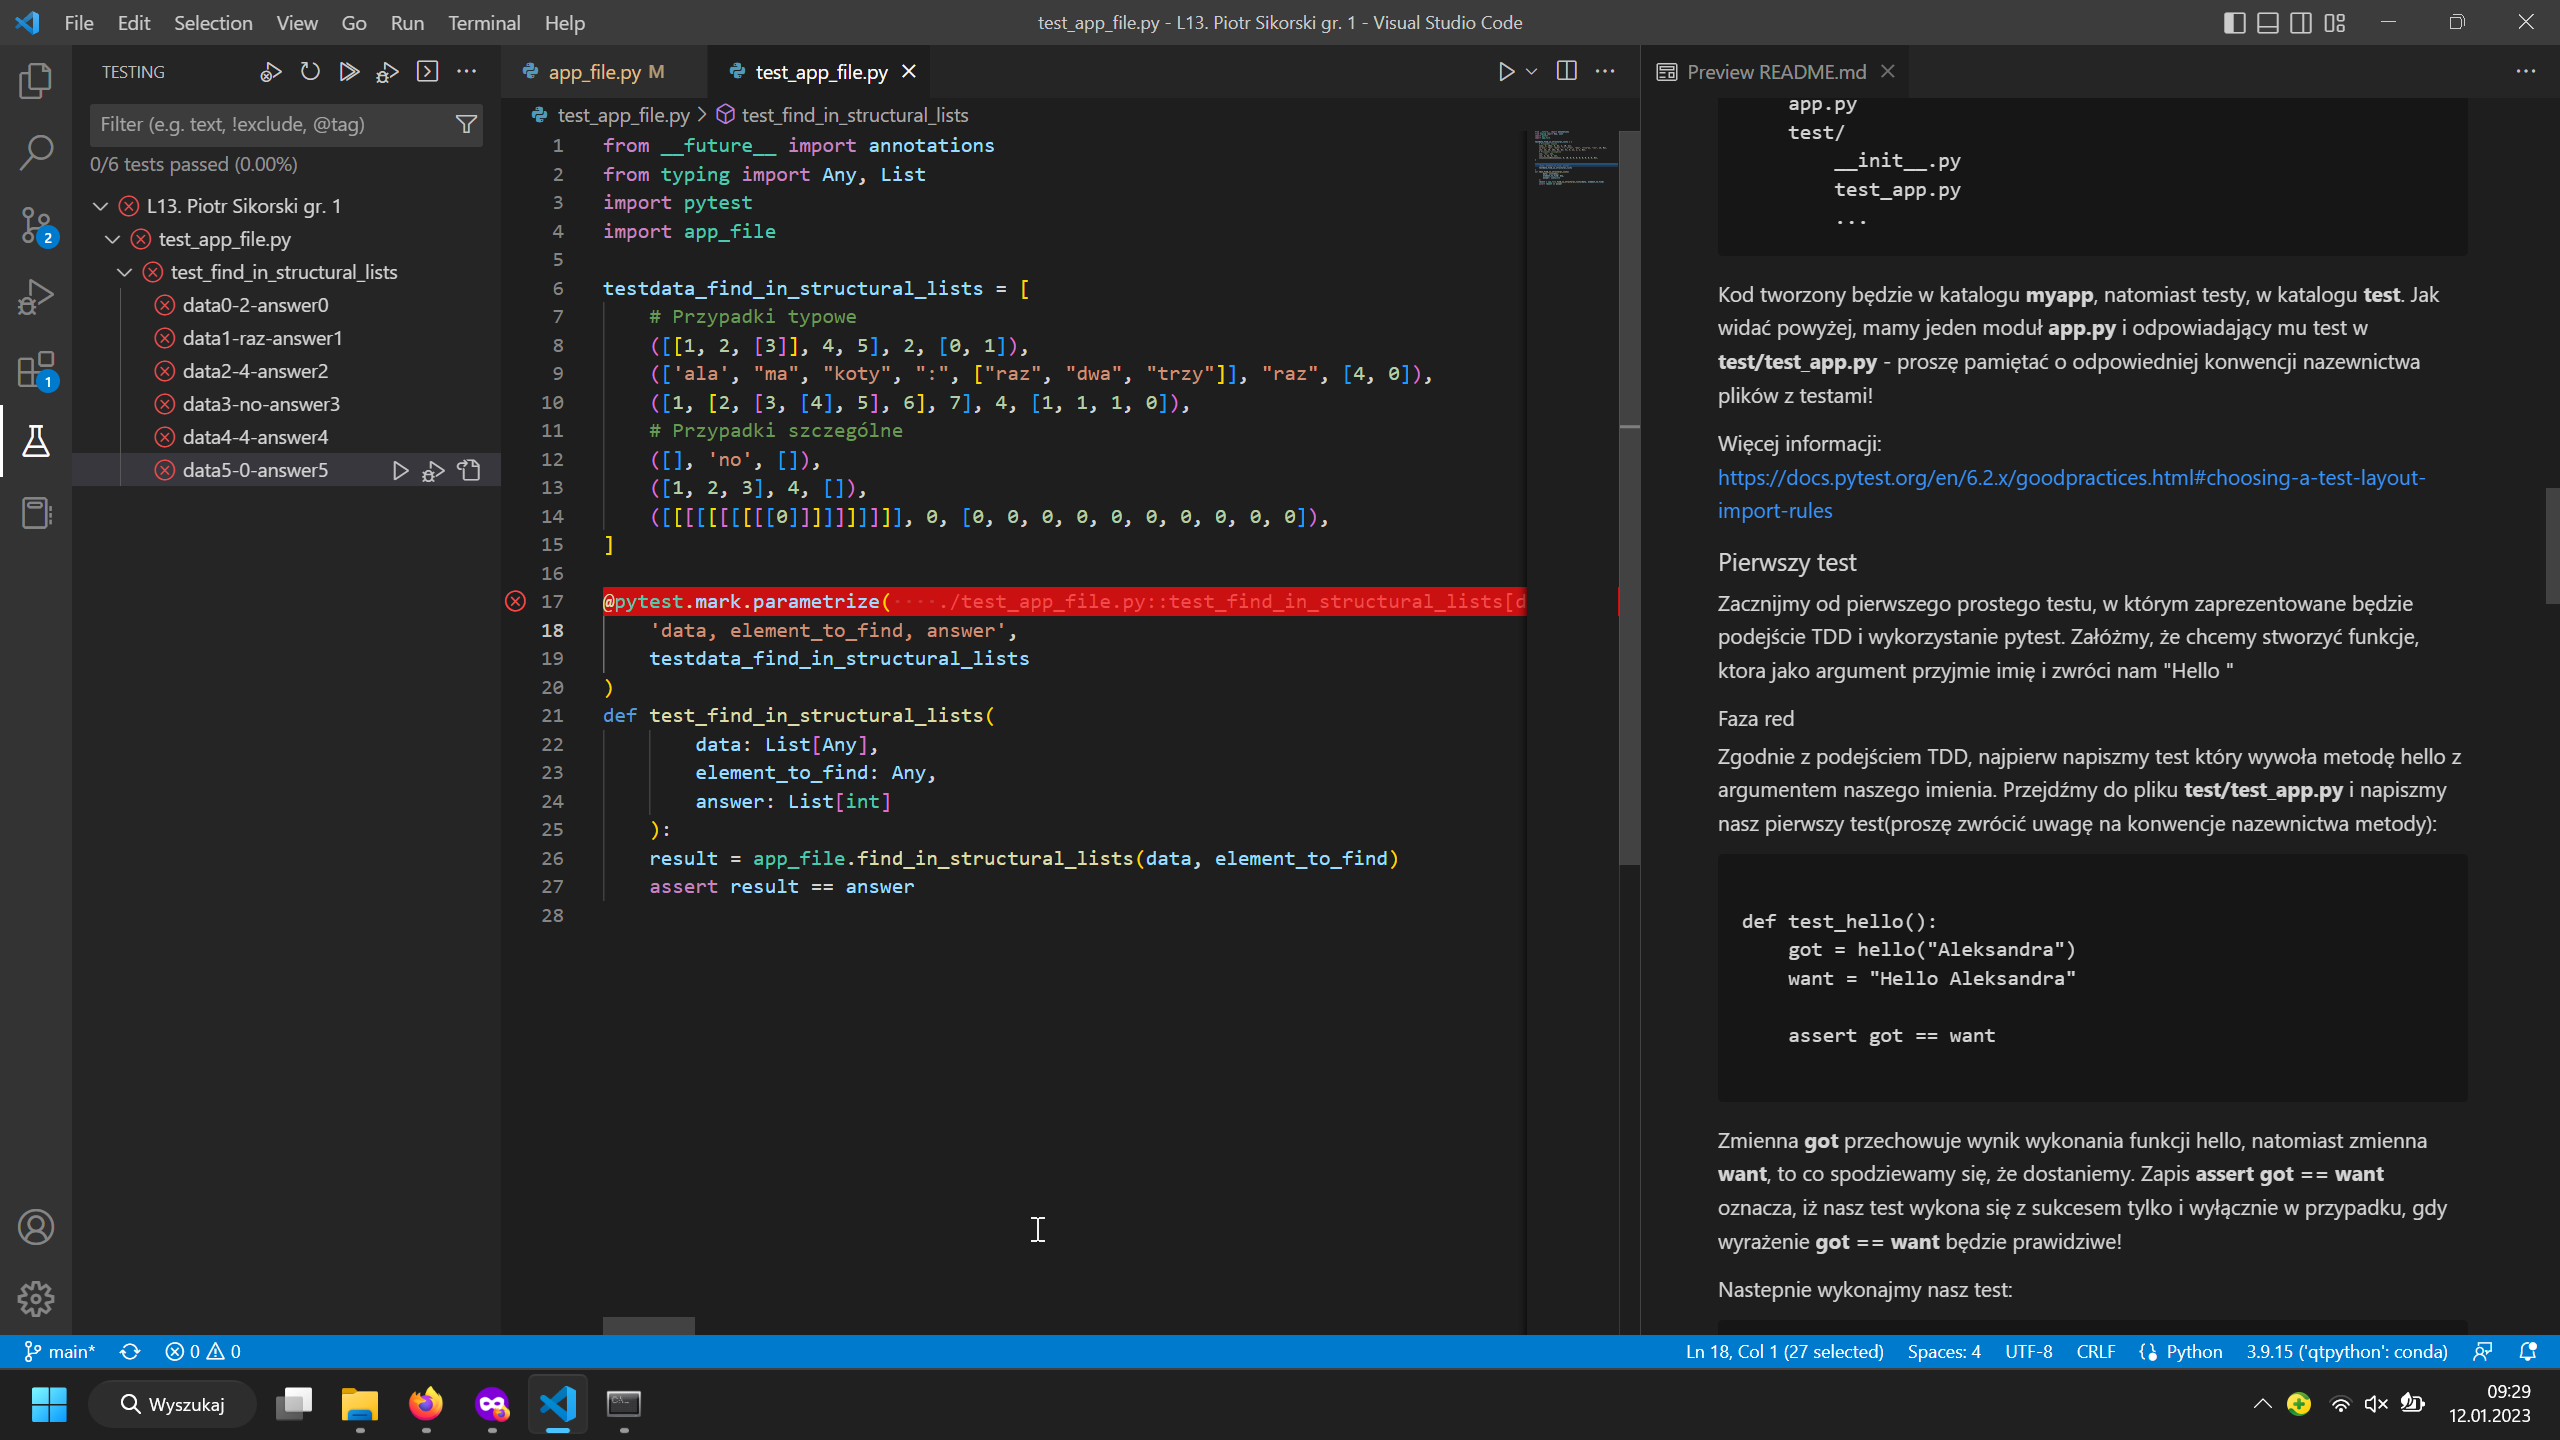 File Edit Selection View Go Run Terminal Help
test_app_file.py - L13. Piotr Sikorski gr. 1 - Visual Studio Code
TESTING
Filter (e.g. text, !exclude, @tag)
0/6 tests passed (0.00%)
L13. Piotr Sikorski gr. 1
test_app_file.py
test_find_in_structural_lists
data0-2-answer0
data1-raz-answer1
data2-4-answer2
data3-no-answer3
data4-4-answer4
data5-0-answer5
2
1
app_file.py M
test_app_file.py
test_app_file.py > test_find_in_structural_lists
1 from __future__ import annotations
2 from typing import Any, List
3 import pytest
4 import app_file
5
6 testdata_find_in_structural_lists = [
7 # Przypadki typowe
8 ([[1, 2, [3]], 4, 5], 2, [0, 1]),
9 (['ala', "ma", "koty", ":", ["raz", "dwa", "trzy"]], "raz", [4, 0]),
10 ([1, [2, [3, [4], 5], 6], 7], 4, [1, 1, 1, 0]),
11 # Przypadki szczególne
12 ([], 'no', []),
13 ([1, 2, 3], 4, []),
14 ([[[[[[[[[[0]]]]]]]]]], 0, [0, 0, 0, 0, 0, 0, 0, 0, 0, 0]),
15 ]
16
17 @pytest.mark.parametrize( ····./test_app_file.py::test_find_in_structural_lists[d
18 'data, element_to_find, answer',
19 testdata_find_in_structural_lists
20 )
21 def test_find_in_structural_lists(
22 data: List[Any],
23 element_to_find: Any,
24 answer: List[int]
25 ):
26 result = app_file.find_in_structural_lists(data, element_to_find)
27 assert result == answer
28
Preview README.md
app.py
test/
__init__.py
test_app.py
...
Kod tworzony będzie w katalogu myapp, natomiast testy, w katalogu test. Jak
widać powyżej, mamy jeden moduł app.py i odpowiadający mu test w
test/test_app.py - proszę pamiętać o odpowiedniej konwencji nazewnictwa
plików z testami!
Więcej informacji:
https://docs.pytest.org/en/6.2.x/goodpractices.html#choosing-a-test-layout-
import-rules
Pierwszy test
Zacznijmy od pierwszego prostego testu, w którym zaprezentowane będzie
podejście TDD i wykorzystanie pytest. Załóżmy, że chcemy stworzyć funkcje,
ktora jako argument przyjmie imię i zwróci nam "Hello "
Faza red
Zgodnie z podejściem TDD, najpierw napiszmy test który wywoła metodę hello z
argumentem naszego imienia. Przejdźmy do pliku test/test_app.py i napiszmy
nasz pierwszy test(proszę zwrócić uwagę na konwencje nazewnictwa metody):
def test_hello():
got = hello("Aleksandra")
want = "Hello Aleksandra"
assert got == want
Zmienna got przechowuje wynik wykonania funkcji hello, natomiast zmienna
want, to co spodziewamy się, że dostaniemy. Zapis assert got == want
oznacza, iż nasz test wykona się z sukcesem tylko i wyłącznie w przypadku, gdy
wyrażenie got == want będzie prawidziwe!
Nastepnie wykonajmy nasz test:
main* 0 0
Ln 18, Col 1 (27 selected) Spaces: 4 UTF-8 CRLF Python 3.9.15 ('qtpython': conda)
Wyszukaj
09:29
12.01.2023